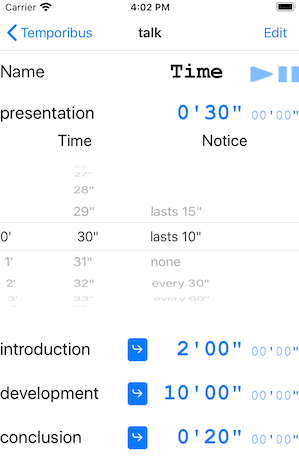 Carrier 4:02 PM
Temporibus talk Edit
Name Time
presentation 0'30" 00'00"
Time Notice
27"
28"
29" lasts 15"
0' 30" lasts 10"
1' 31" none
2' 32" every 30"
3' 33" every 60"
introduction 2'00" 00'00"
development 10'00" 00'00"
conclusion 0'20" 00'00"